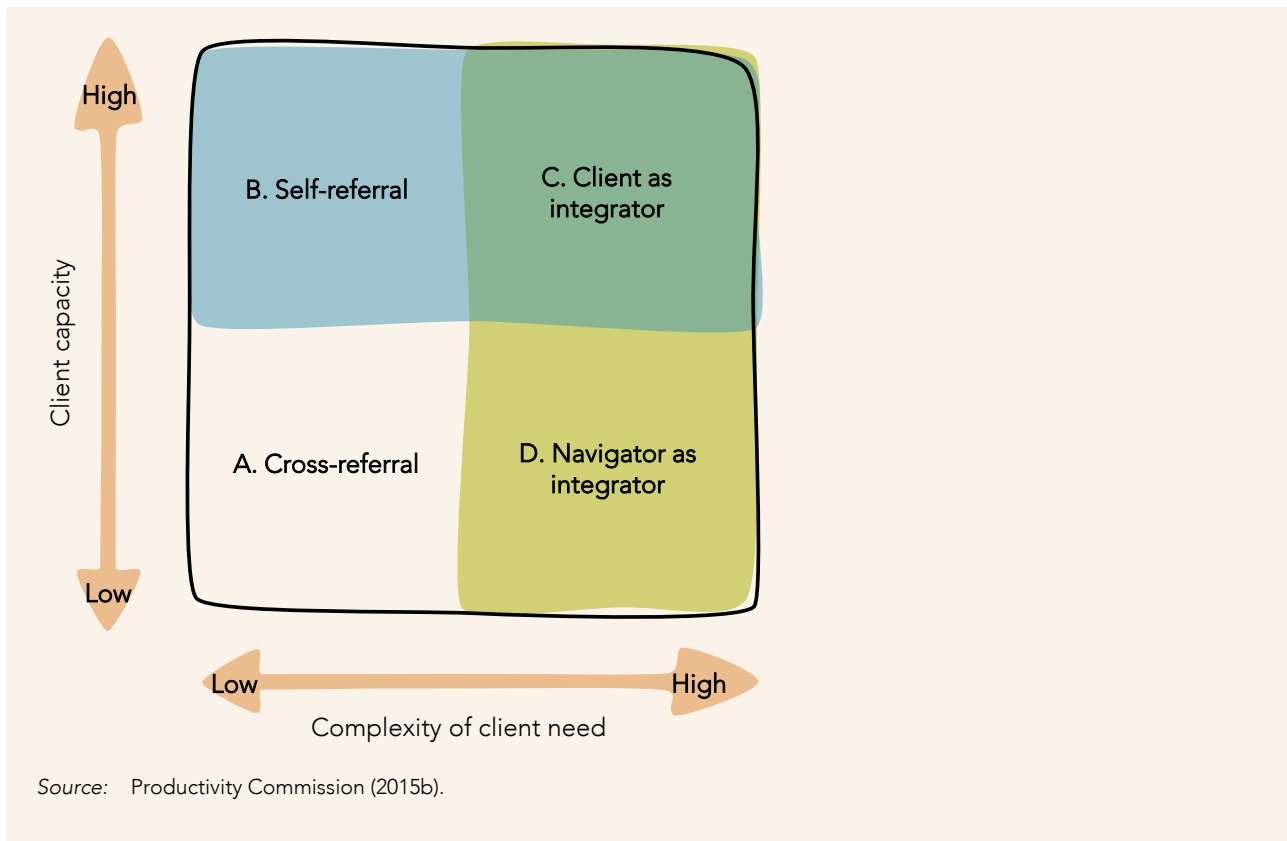 High
B. Self-referral
C. Client as
integrator
Client capacity
A. Cross-referral
D. Navigator as
integrator
Low
Low
High
Complexity of client need
Source: Productivity Commission (2015b).